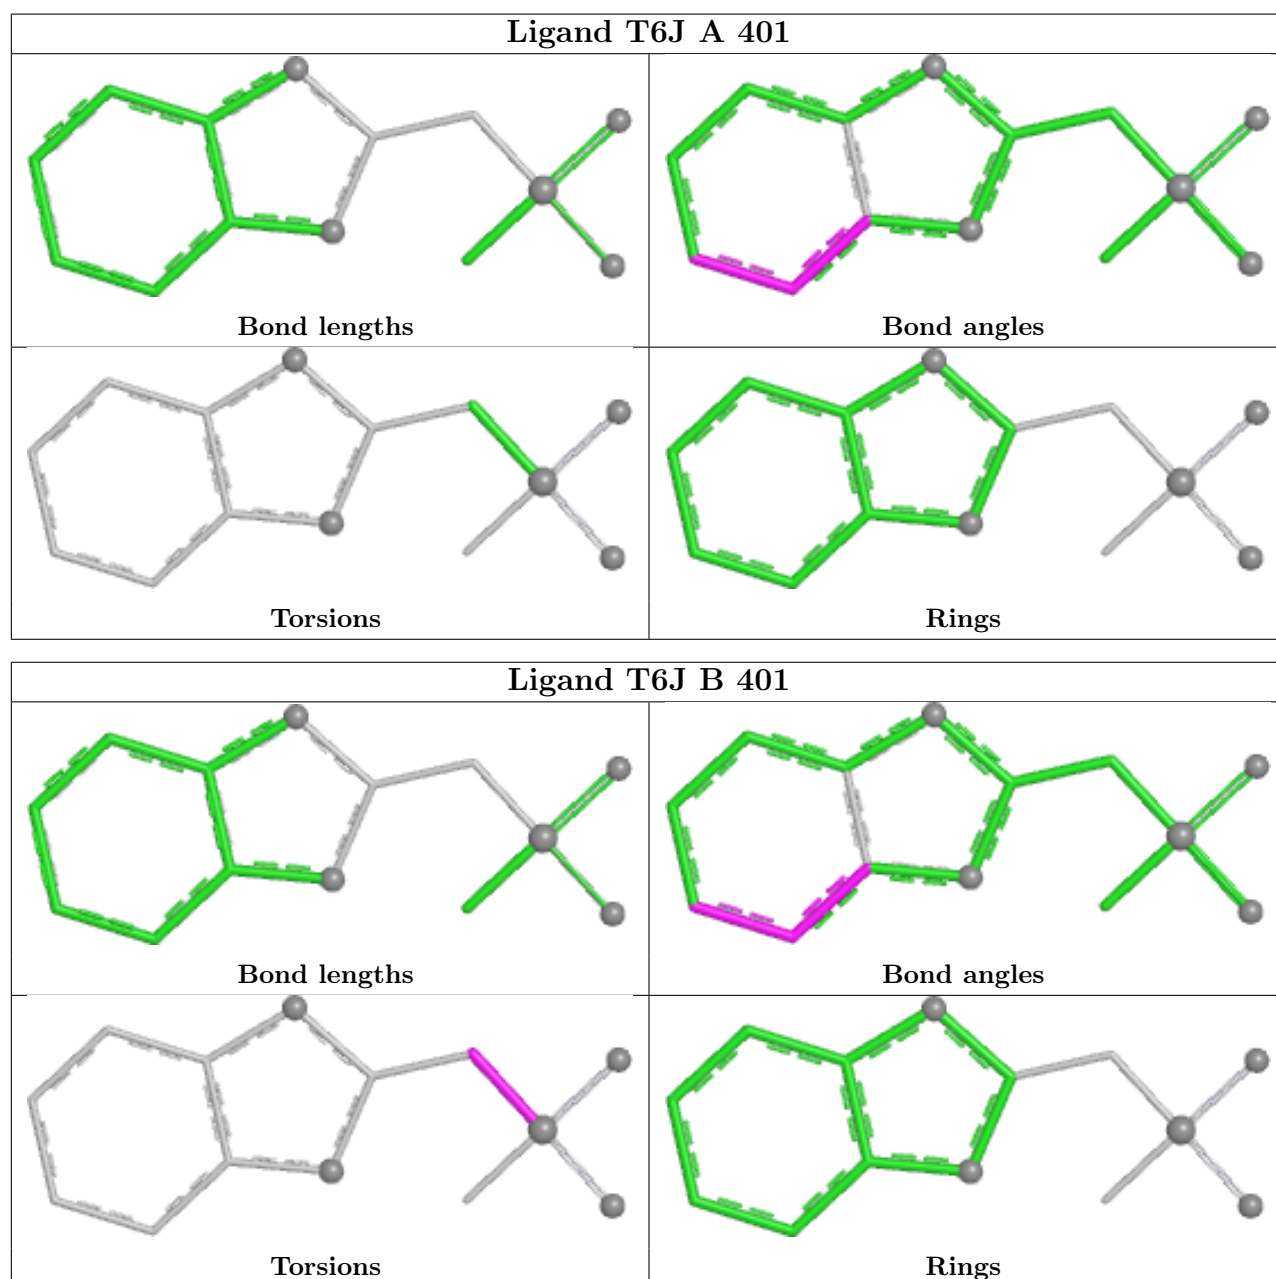 Ligand T6J A 401
Bond lengths
Bond angles
Torsions
Rings
Ligand T6J B 401
Bond lengths
Bond angles
Torsions
Rings